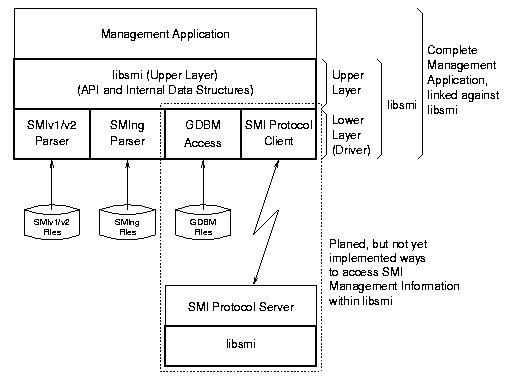 Management Application
libsmi (Upper Layer)
(API and Internal Data Structures)
SMIv1/v2
Parser
SMIng
Parser
GDBM
Access
SMI Protocol
Client
Upper
Layer
Lower
Layer
(Driver)
libsmi
Complete
Management
Application,
linked against
libsmi
SMIv1/v2
Files
SMIng
Files
GDBM
Files
Planed, but not yet
implemented ways
to access SMI
Management Information
within libsmi
SMI Protocol Server
libsmi